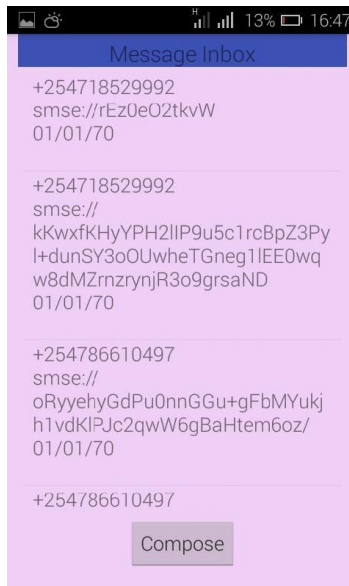 H
13% 16:47
Message Inbox
+254718529992
smse://rEz0eO2tkvW
01/01/70
+254718529992
smse://
kKwxfKHyYPH2lIP9u5c1rcBpZ3Py
l+dunSY3oOUwheTGneg1lEE0wq
w8dMZrnzrynjR3o9grsaND
01/01/70
+254786610497
smse://
oRyyehyGdPu0nnGGu+gFbMYukj
h1vdKlPJc2qwW6gBaHtem6oz/
01/01/70
+254786610497
Compose